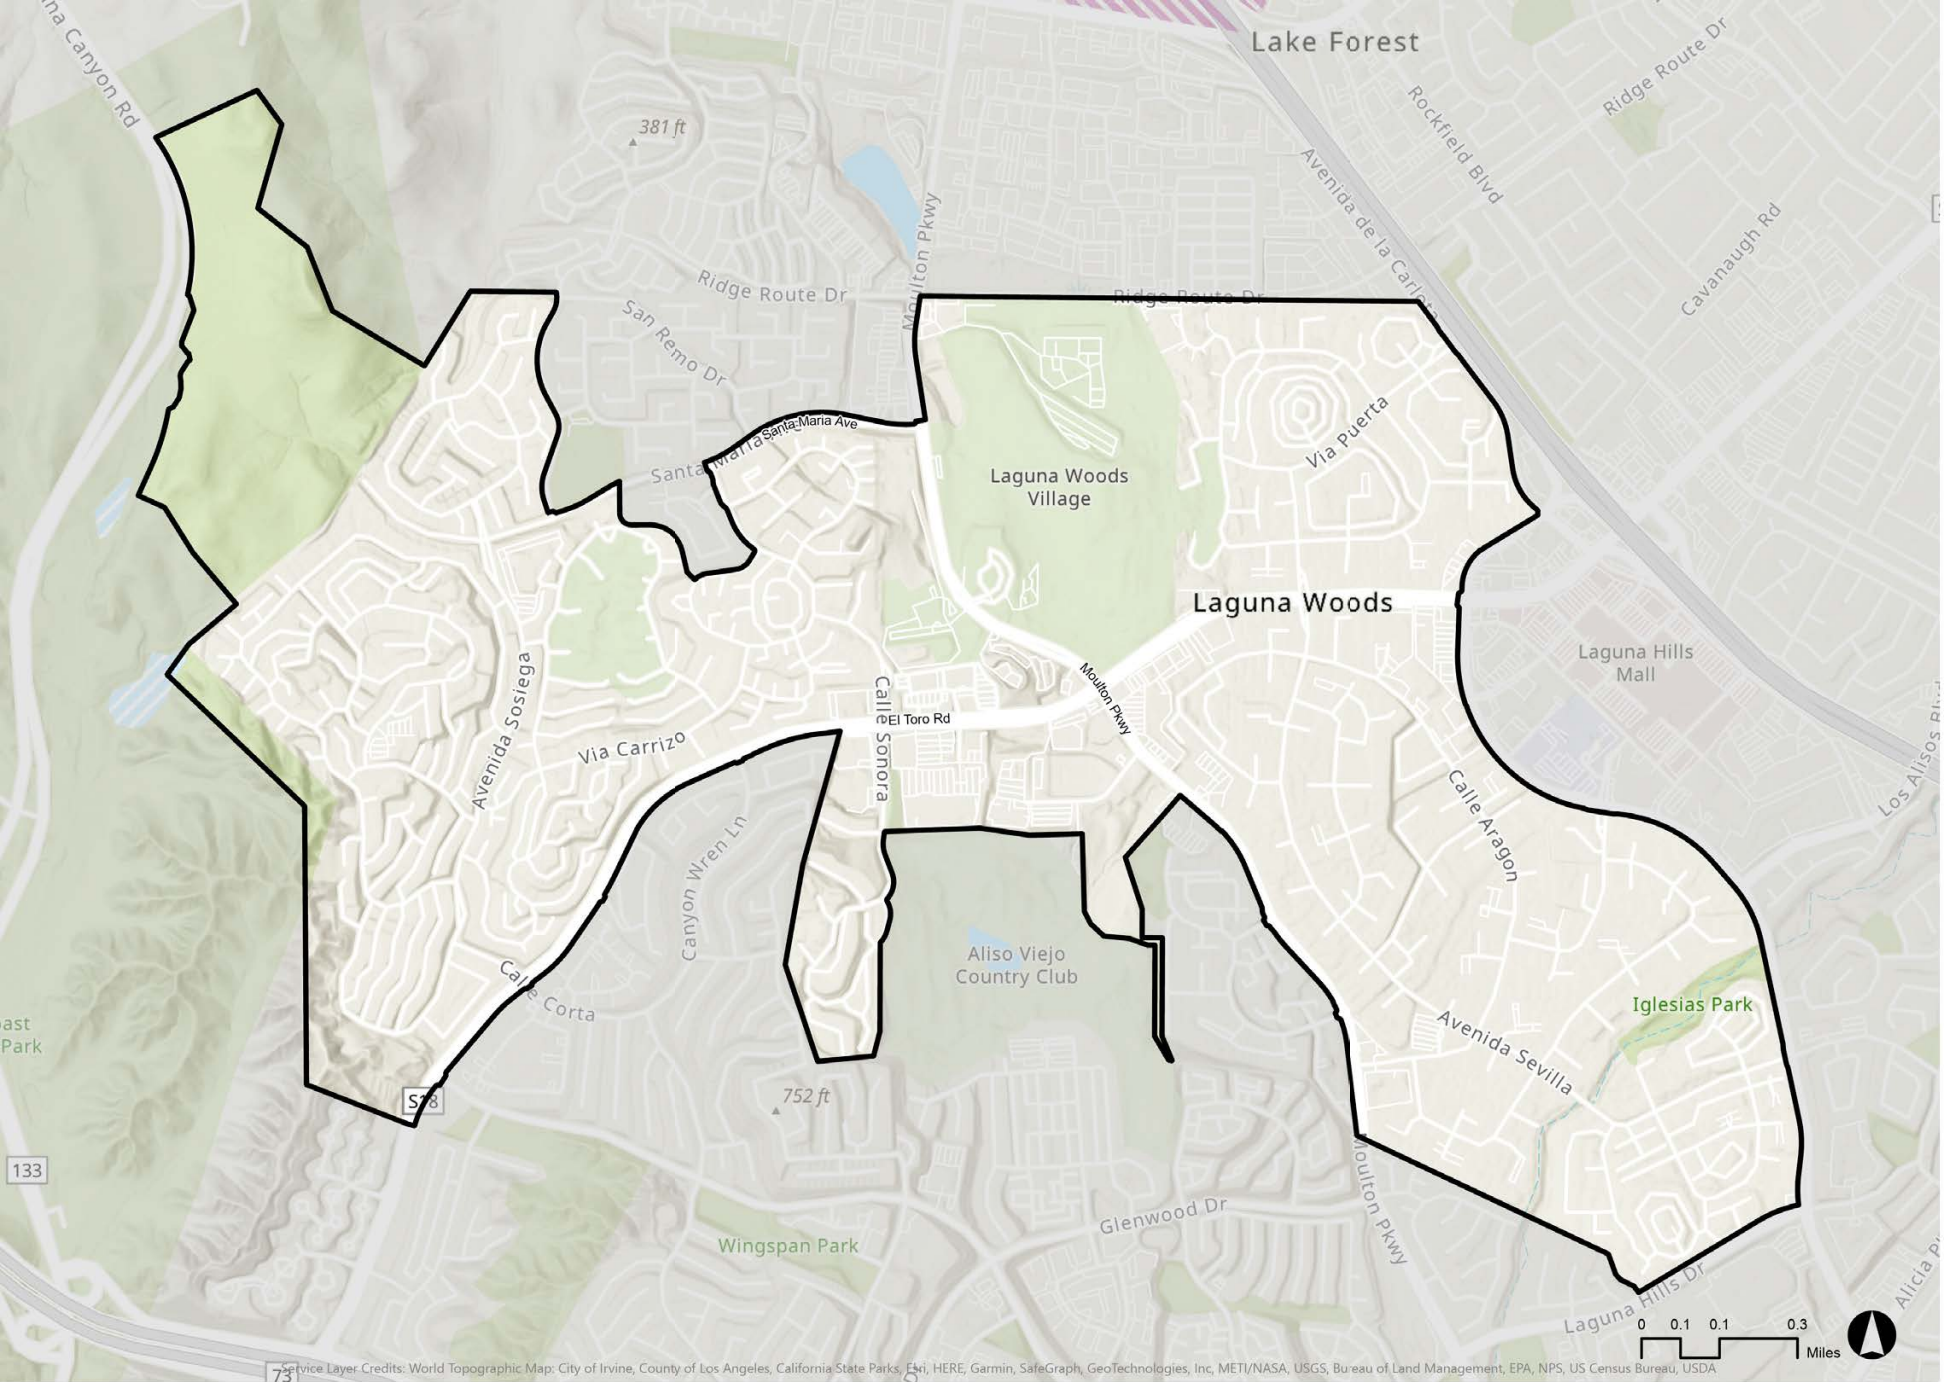 Lake Forest
Ridge Route Dr
Canyon Rd
Rockfield Blvd
381 ft
Avenida de la Carlota
Moulton Pkwy
Cavanaugh Rd
Ridge Route Dr
Ridge Route Dr
San Remo Dr
Via Puerta
Santa Maria Ave
Santa Maria
Laguna Woods
Village
Laguna Woods
Laguna Hills
Mall
Avenida Sosiega
Calle Sonora
Moulton Pkwy
El Toro Rd
Via Carrizo
Los Alisos Bl
Calle Aragon
Canyon Wren Ln
Aliso Viejo
Country Club
Calle Corta
Iglesias Park
Avenida Sevilla
Park
S18
752 ft
133
Moulton Pkwy
Glenwood Dr
Wingspan Park
Alicia P
Laguna Hills Dr
0 0.1 0.1 0.3
Miles
73
Service Layer Credits: World Topographic Map: City of Irvine, County of Los Angeles, California State Parks, Esri, HERE, Garmin, SafeGraph, GeoTechnologies, Inc, METI/NASA, USGS, Bureau of Land Management, EPA, NPS, US Census Bureau, USDA